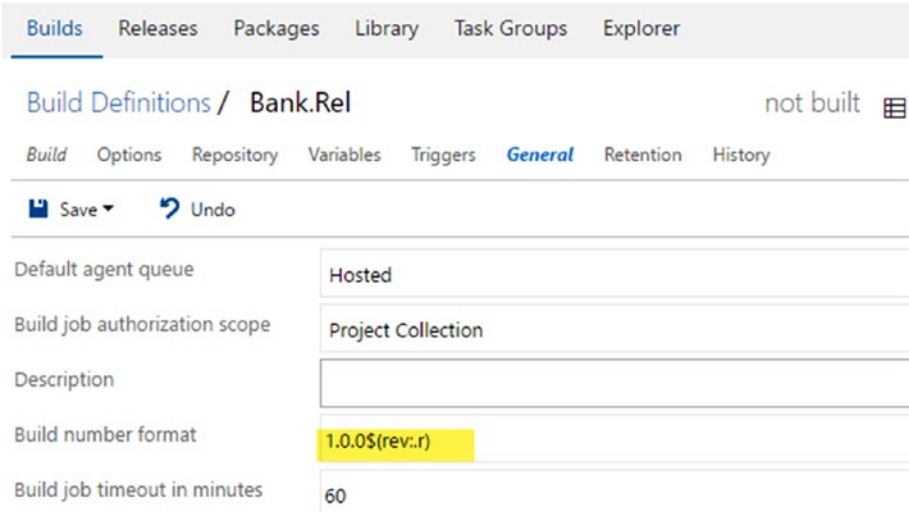 Builds Releases Packages Library Task Groups Explorer
Build Definitions / Bank.Rel not built
Build Options Repository Variables Triggers General Retention History
Save Undo
Default agent queue Hosted
Build job authorization scope Project Collection
Description
Build number format 1.0.0$(rev:.r)
Build job timeout in minutes 60